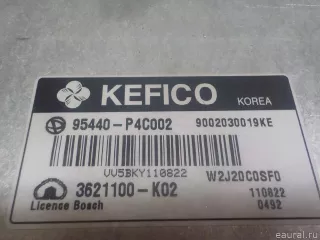 KEFICO KOREA
95440-P4C002 9002030019KE
VV5BKY110822 W2J20C0SF0
3621100-K02 110822
Licence Bosch 0492
© eaural.ru